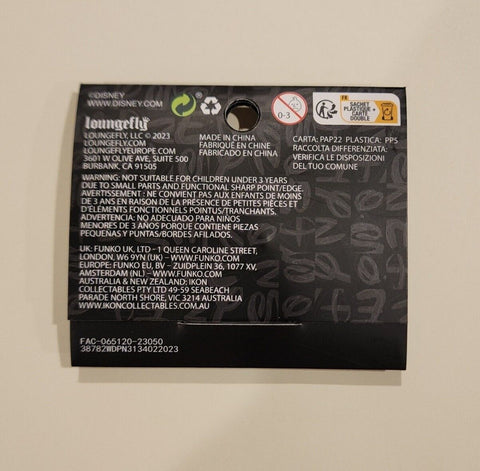 ©DISNEY
WWW.DISNEY.COM
0-3
FR
SACHET
PLASTIQUE +
CARTE
DOUBLE
loungefly
LOUNGEFLY, LLC © 2023
LOUNGEFLY.COM
LOUNGEFLYEUROPE.COM
3601 W OLIVE AVE, SUITE 500
BURBANK, CA 91505
MADE IN CHINA
FABRIQUÉ EN CHINE
FABRICADO EN CHINA
CARTA: PAP22 PLASTICA: PP5
RACCOLTA DIFFERENZIATA:
VERIFICA LE DISPOSIZIONI
DEL TUO COMUNE
WARNING: NOT SUITABLE FOR CHILDREN UNDER 3 YEARS
DUE TO SMALL PARTS AND FUNCTIONAL SHARP POINT/EDGE.
AVERTISSEMENT : NE CONVIENT PAS AUX ENFANTS DE MOINS
DE 3 ANS EN RAISON DE LA PRÉSENCE DE PETITES PIÈCES ET
D'ÉLÉMENTS FONCTIONNELS POINTUS/TRANCHANTS.
ADVERTENCIA: NO ADECUADO PARA NIÑOS
MENORES DE 3 AÑOS PORQUE CONTIENE PIEZAS
PEQUEÑAS Y PUNTAS/BORDES AFILADOS.
UK: FUNKO UK, LTD - 1 QUEEN CAROLINE STREET,
LONDON, W6 9YN (UK) - WWW.FUNKO.COM
EUROPE: FUNKO EU, BV - ZUIDPLEIN 36, 1077 XV,
AMSTERDAM (NL) - WWW.FUNKO.COM
AUSTRALIA & NEW ZEALAND: IKON
COLLECTABLES PTY LTD 49-59 SEABEACH
PARADE NORTH SHORE, VIC 3214 AUSTRALIA
WWW.IKONCOLLECTABLES.COM.AU
FAC-065120-23050
38782WDPN3134022023